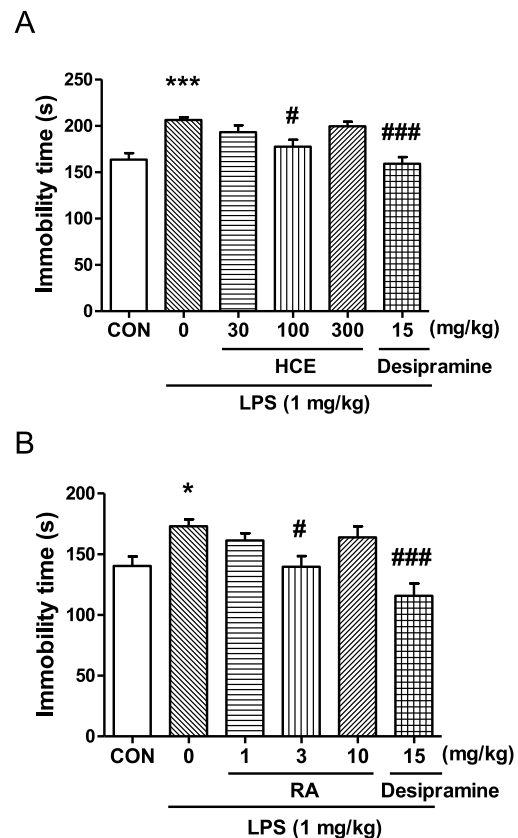 A
Immobility time (s)
250
200
150
100
50
0
***
#
###
CON 0 30 100 300 15 (mg/kg)
HCE Desipramine
LPS (1 mg/kg)
B
Immobility time (s)
200
150
100
50
0
*
#
###
CON 0 1 3 10 15 (mg/kg)
RA Desipramine
LPS (1 mg/kg)